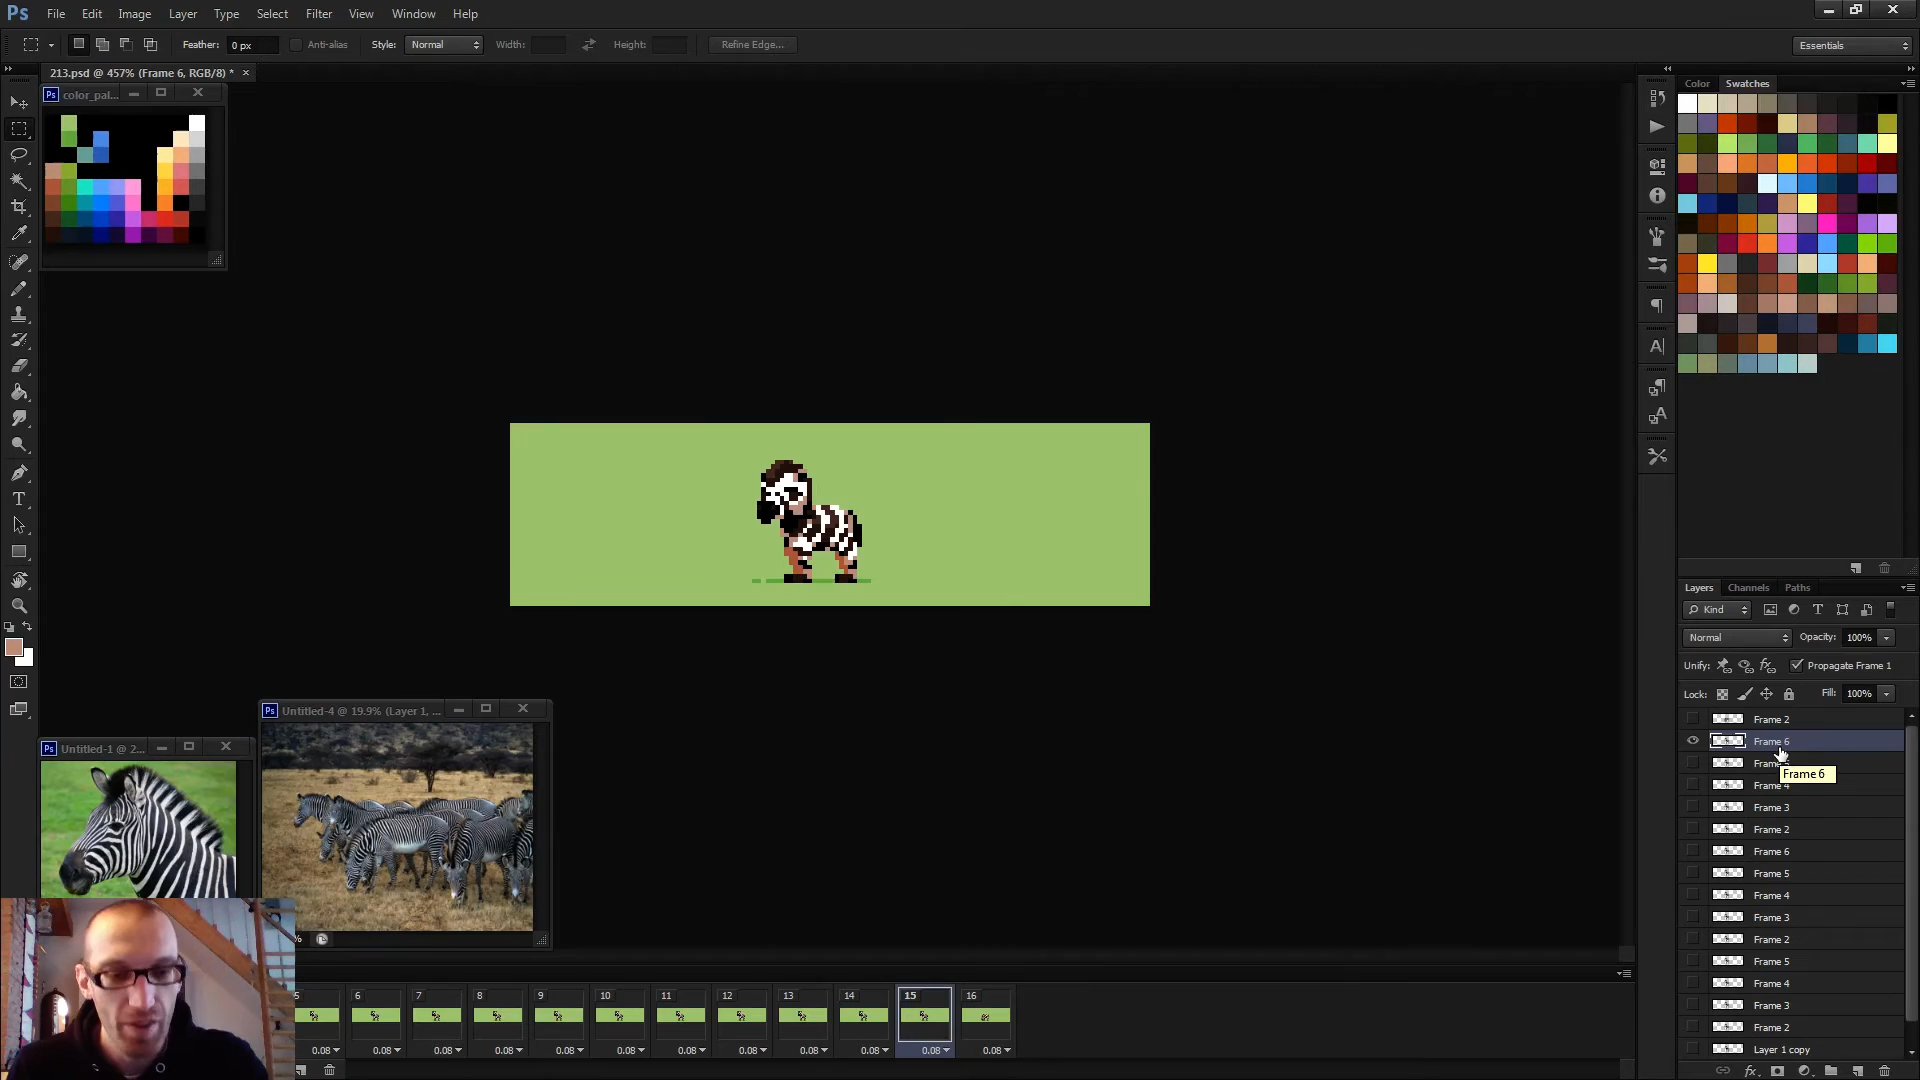 Ps File Edit Image Layer Type Select Filter Analysis View Window Help
Feather: 0 px Anti-alias Style: Normal Width: Height: Refine Edge... Essentials
213.psd @ 457% (Frame 6, RGB/8) * ×
Color Swatches
Ps color_pal...
Layers Channels Paths
Kind
Normal Opacity: 100%
Unify: Propagate Frame 1
Lock: Fill: 100%
Frame 2
Frame 6
Frame 6
Frame 4
Frame 3
Frame 2
Frame 6
Frame 5
Frame 4
Frame 3
Frame 2
Frame 5
Frame 4
Frame 3
Frame 2
Layer 1 copy
Ps Untitled-4 @ 19.9% (Layer 1, ...
Ps Untitled-1 @ 2...
%
5 6 7 8 9 10 11 12 13 14 15 16
0.08 0.08 0.08 0.08 0.08 0.08 0.08 0.08 0.08 0.08 0.08 0.08